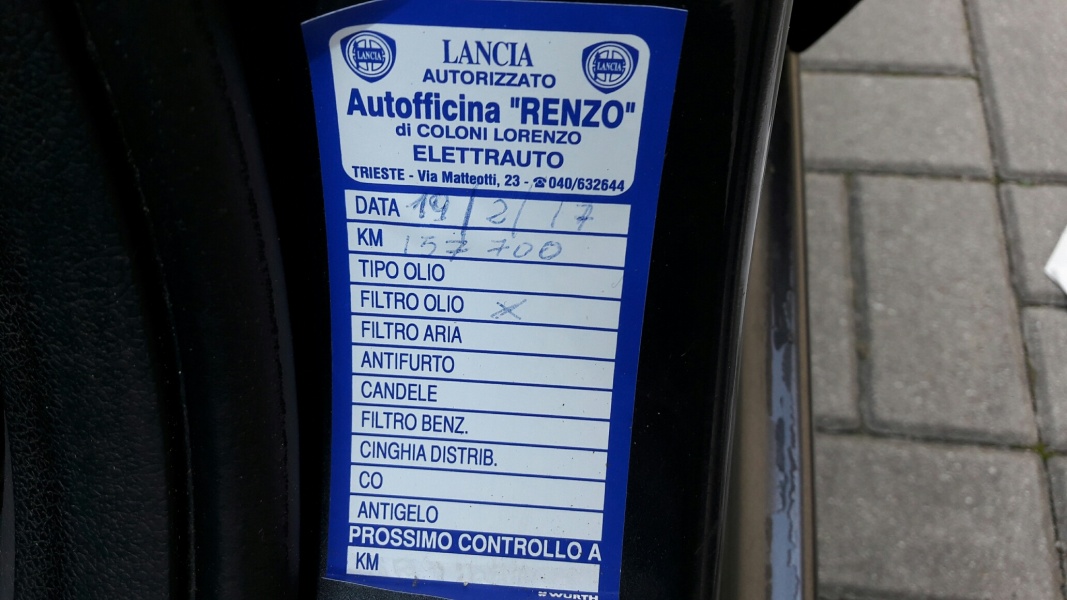 LANCIA
LANCIA
LANCIA
AUTORIZZATO
Autofficina "RENZO"
di COLONI LORENZO
ELETTRAUTO
TRIESTE - Via Matteotti, 23 - ☎040/632644
DATA 19/2/17
KM 157 700
TIPO OLIO
FILTRO OLIO x
FILTRO ARIA
ANTIFURTO
CANDELE
FILTRO BENZ.
CINGHIA DISTRIB.
CO
ANTIGELO
PROSSIMO CONTROLLO A
KM
WÜRTH